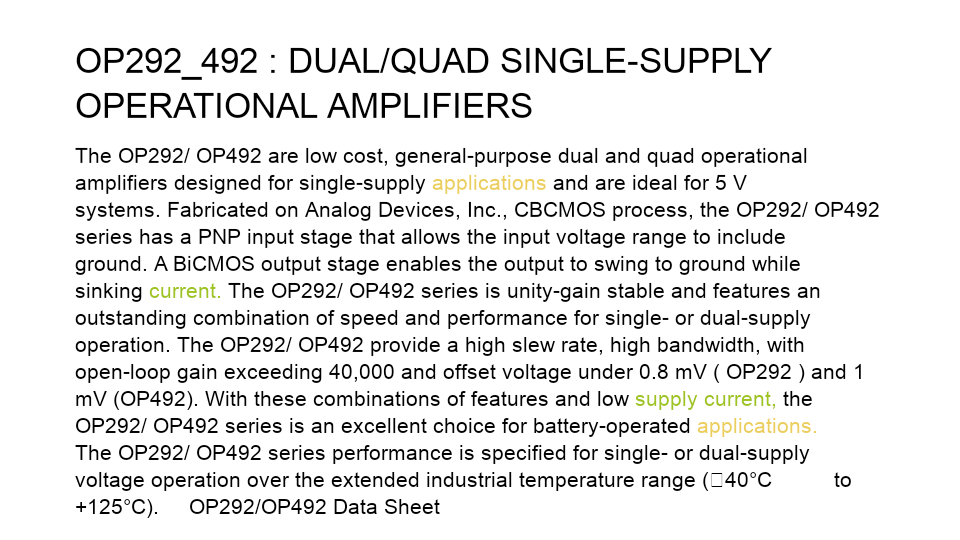 OP292_492 : DUAL/QUAD SINGLE-SUPPLY
OPERATIONAL AMPLIFIERS
The OP292/ OP492 are low cost, general-purpose dual and quad operational
amplifiers designed for single-supply applications and are ideal for 5 V
systems. Fabricated on Analog Devices, Inc., CBCMOS process, the OP292/ OP492
series has a PNP input stage that allows the input voltage range to include
ground. A BiCMOS output stage enables the output to swing to ground while
sinking current. The OP292/ OP492 series is unity-gain stable and features an
outstanding combination of speed and performance for single- or dual-supply
operation. The OP292/ OP492 provide a high slew rate, high bandwidth, with
open-loop gain exceeding 40,000 and offset voltage under 0.8 mV ( OP292 ) and 1
mV (OP492). With these combinations of features and low supply current, the
OP292/ OP492 series is an excellent choice for battery-operated applications.
The OP292/ OP492 series performance is specified for single- or dual-supply
voltage operation over the extended industrial temperature range (□40°C to
+125°C). OP292/OP492 Data Sheet